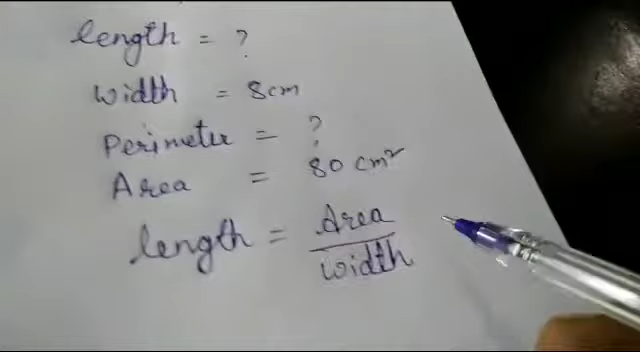 length = ?
width = 8cm
Perimeter = ?
Area = 80 cm²
length = Area
width